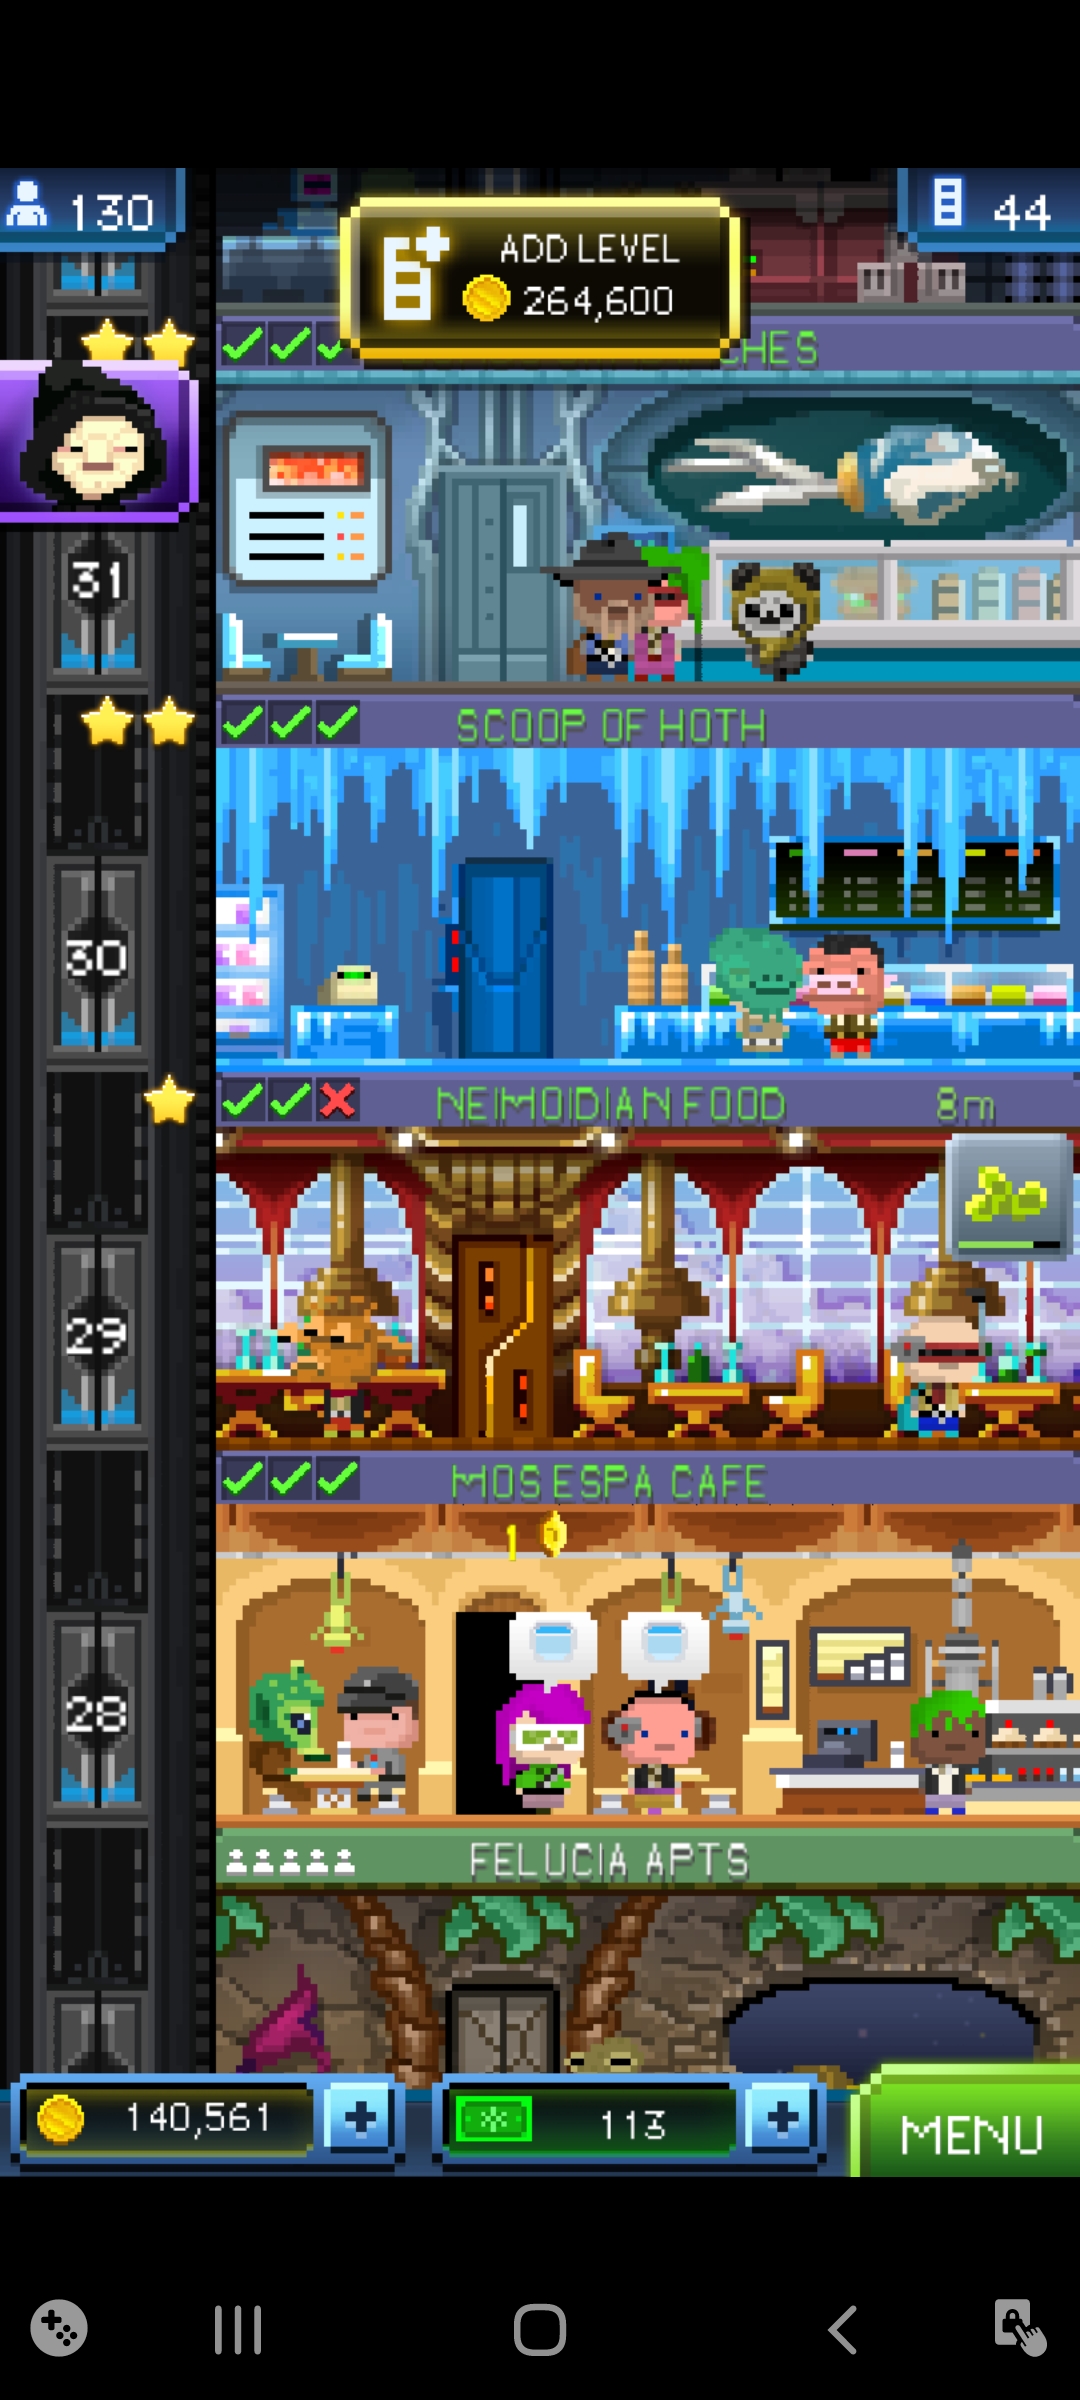 130
ADD LEVEL
264,600
44
CHES
31
SCOOP OF HOTH
30
NEIMOIDIAN FOOD 8m
29
MOS ESPA CAFE
1
28
FELUCIA APTS
140,561
113
MENU